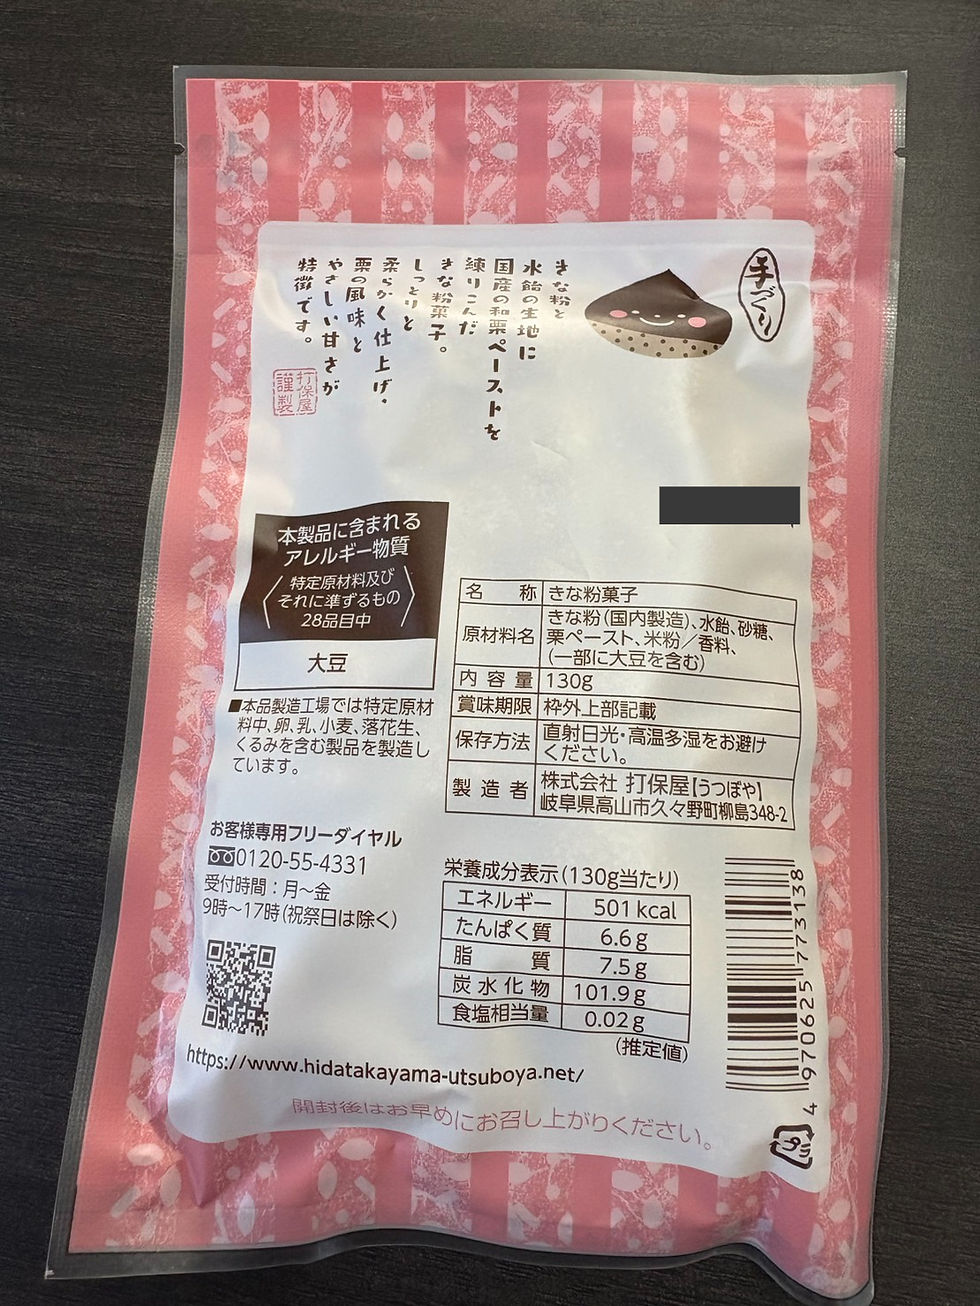 手づくり
きな粉と
水飴の生地に
国産の和栗ペーストを
練りこんだ
きな粉菓子。
しっとりと
柔らかく仕上げ、
栗の風味と
やさしい甘さが
特徴です。
打保屋
謹製
本製品に含まれる
アレルギー物質
特定原材料及び
それに準ずるもの
28品目中
大豆
■本品製造工場では特定原材
料中、卵、乳、小麦、落花生、
くるみを含む製品を製造し
ています。
名称 きな粉菓子
原材料名 きな粉(国内製造)、水飴、砂糖、
栗ペースト、米粉/香料、
(一部に大豆を含む)
内容量 130g
賞味期限 枠外上部記載
保存方法 直射日光・高温多湿をお避け
ください。
製造者 株式会社 打保屋【うつぼや】
岐阜県高山市久々野町柳島348-2
お客様専用フリーダイヤル
0120-55-4331
受付時間：月～金
9時～17時(祝祭日は除く)
栄養成分表示(130g当たり)
エネルギー 501kcal
たんぱく質 6.6g
脂質 7.5g
炭水化物 101.9g
食塩相当量 0.02g
(推定値)
4 970625 773138
https://www.hidatakayama-utsuboya.net/
開封後はお早めにお召し上がりください。
プラ